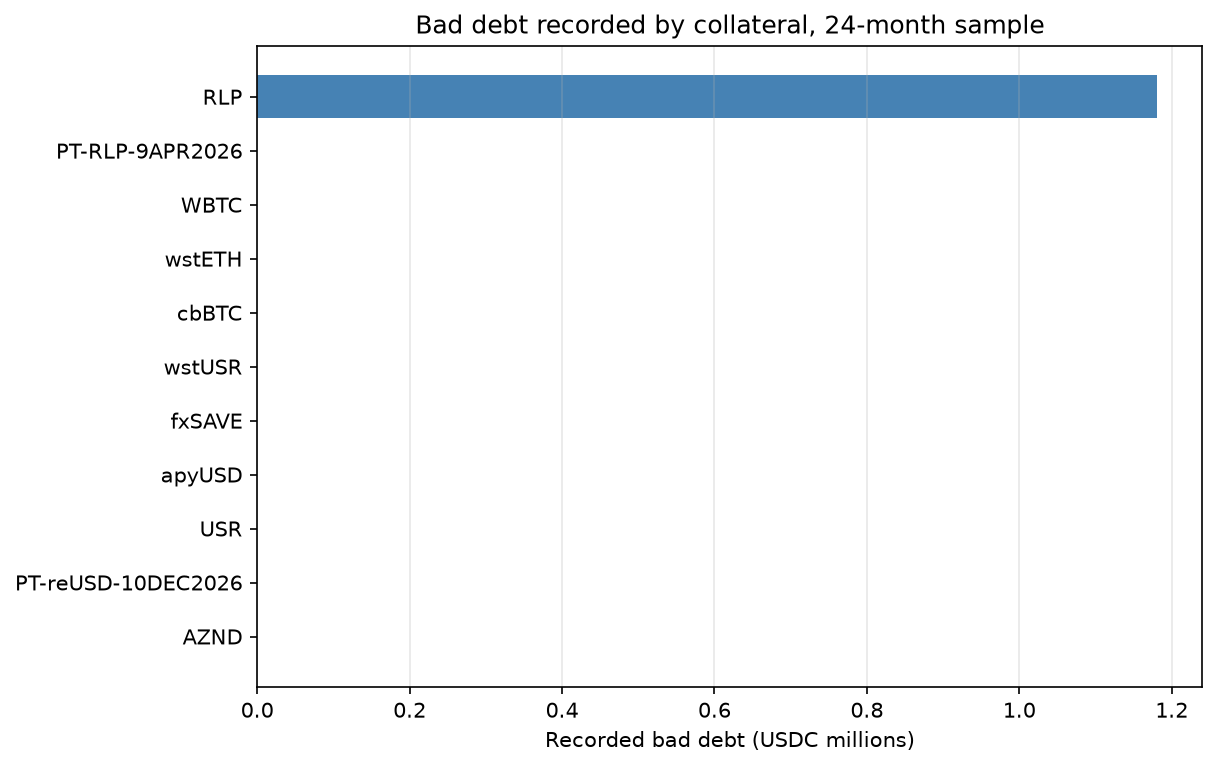 Bad debt recorded by collateral, 24-month sample
RLP
PT-RLP-9APR2026
WBTC
wstETH
cbBTC
wstUSR
fxSAVE
apyUSD
USR
PT-reUSD-10DEC2026
AZND
0.0 0.2 0.4 0.6 0.8 1.0 1.2
Recorded bad debt (USDC millions)